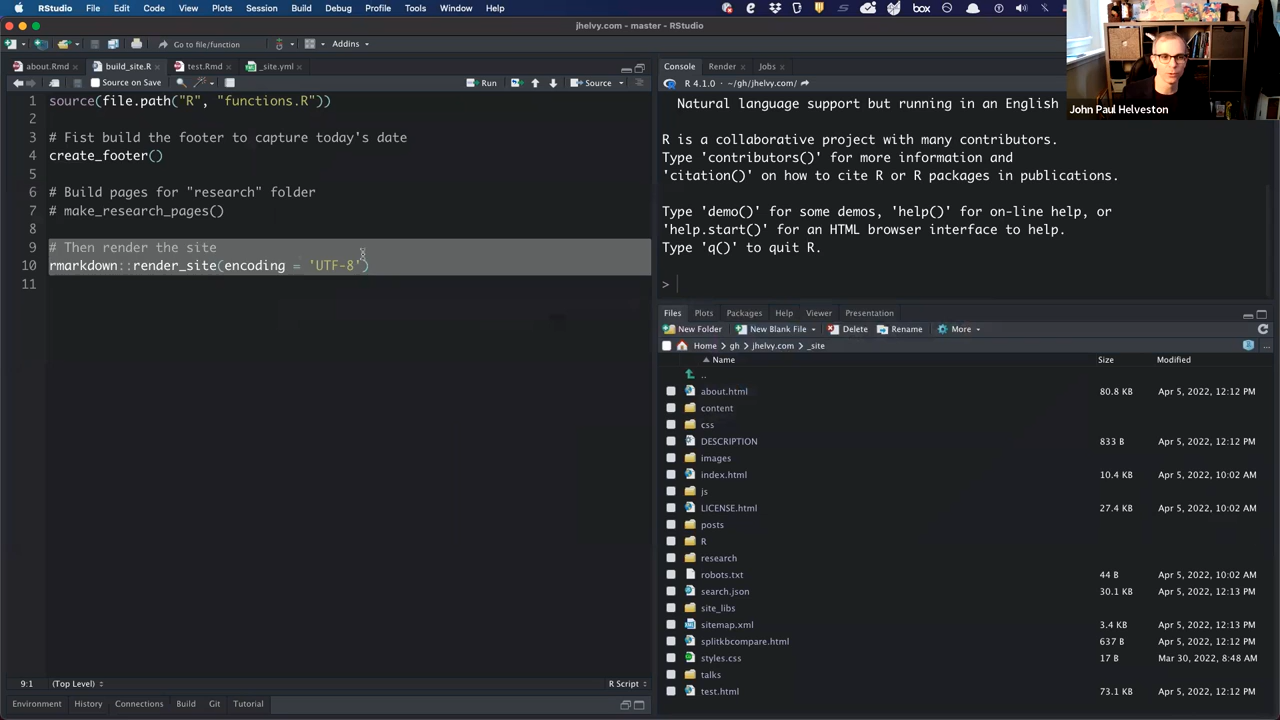 RStudio File Edit Code View Plots Session Build Debug Profile Tools Window Help
box
jhelvy.com - master - RStudio
Go to file/function
Addins
about.Rmd
build_site.R
test.Rmd
_site.yml
Source on Save
Run
Source
1 source(file.path("R", "functions.R"))
2
3 # Fist build the footer to capture today's date
4 create_footer()
5
6 # Build pages for "research" folder
7 # make_research_pages()
8
9 # Then render the site
10 rmarkdown::render_site(encoding = 'UTF-8')
11
9:1 (Top Level) R Script
Environment History Connections Build Git Tutorial
Console Render Jobs
R 4.1.0 · ~/gh/jhelvy.com/
Natural language support but running in an English
R is a collaborative project with many contributors.
Type 'contributors()' for more information and
'citation()' on how to cite R or R packages in publications.
Type 'demo()' for some demos, 'help()' for on-line help, or
'help.start()' for an HTML browser interface to help.
Type 'q()' to quit R.
>
John Paul Helveston
Files Plots Packages Help Viewer Presentation
New Folder New Blank File Delete Rename More
Home gh jhelvy.com _site ...
Name Size Modified
..
about.html 80.8 KB Apr 5, 2022, 12:12 PM
content
css
DESCRIPTION 833 B Apr 5, 2022, 12:12 PM
images
index.html 10.4 KB Apr 5, 2022, 10:02 AM
js
LICENSE.html 27.4 KB Apr 5, 2022, 10:02 AM
posts
R
research
robots.txt 44 B Apr 5, 2022, 10:02 AM
search.json 30.1 KB Apr 5, 2022, 12:13 PM
site_libs
sitemap.xml 3.4 KB Apr 5, 2022, 12:13 PM
splitkbcompare.html 637 B Apr 5, 2022, 12:12 PM
styles.css 17 B Mar 30, 2022, 8:48 AM
talks
test.html 73.1 KB Apr 5, 2022, 12:12 PM